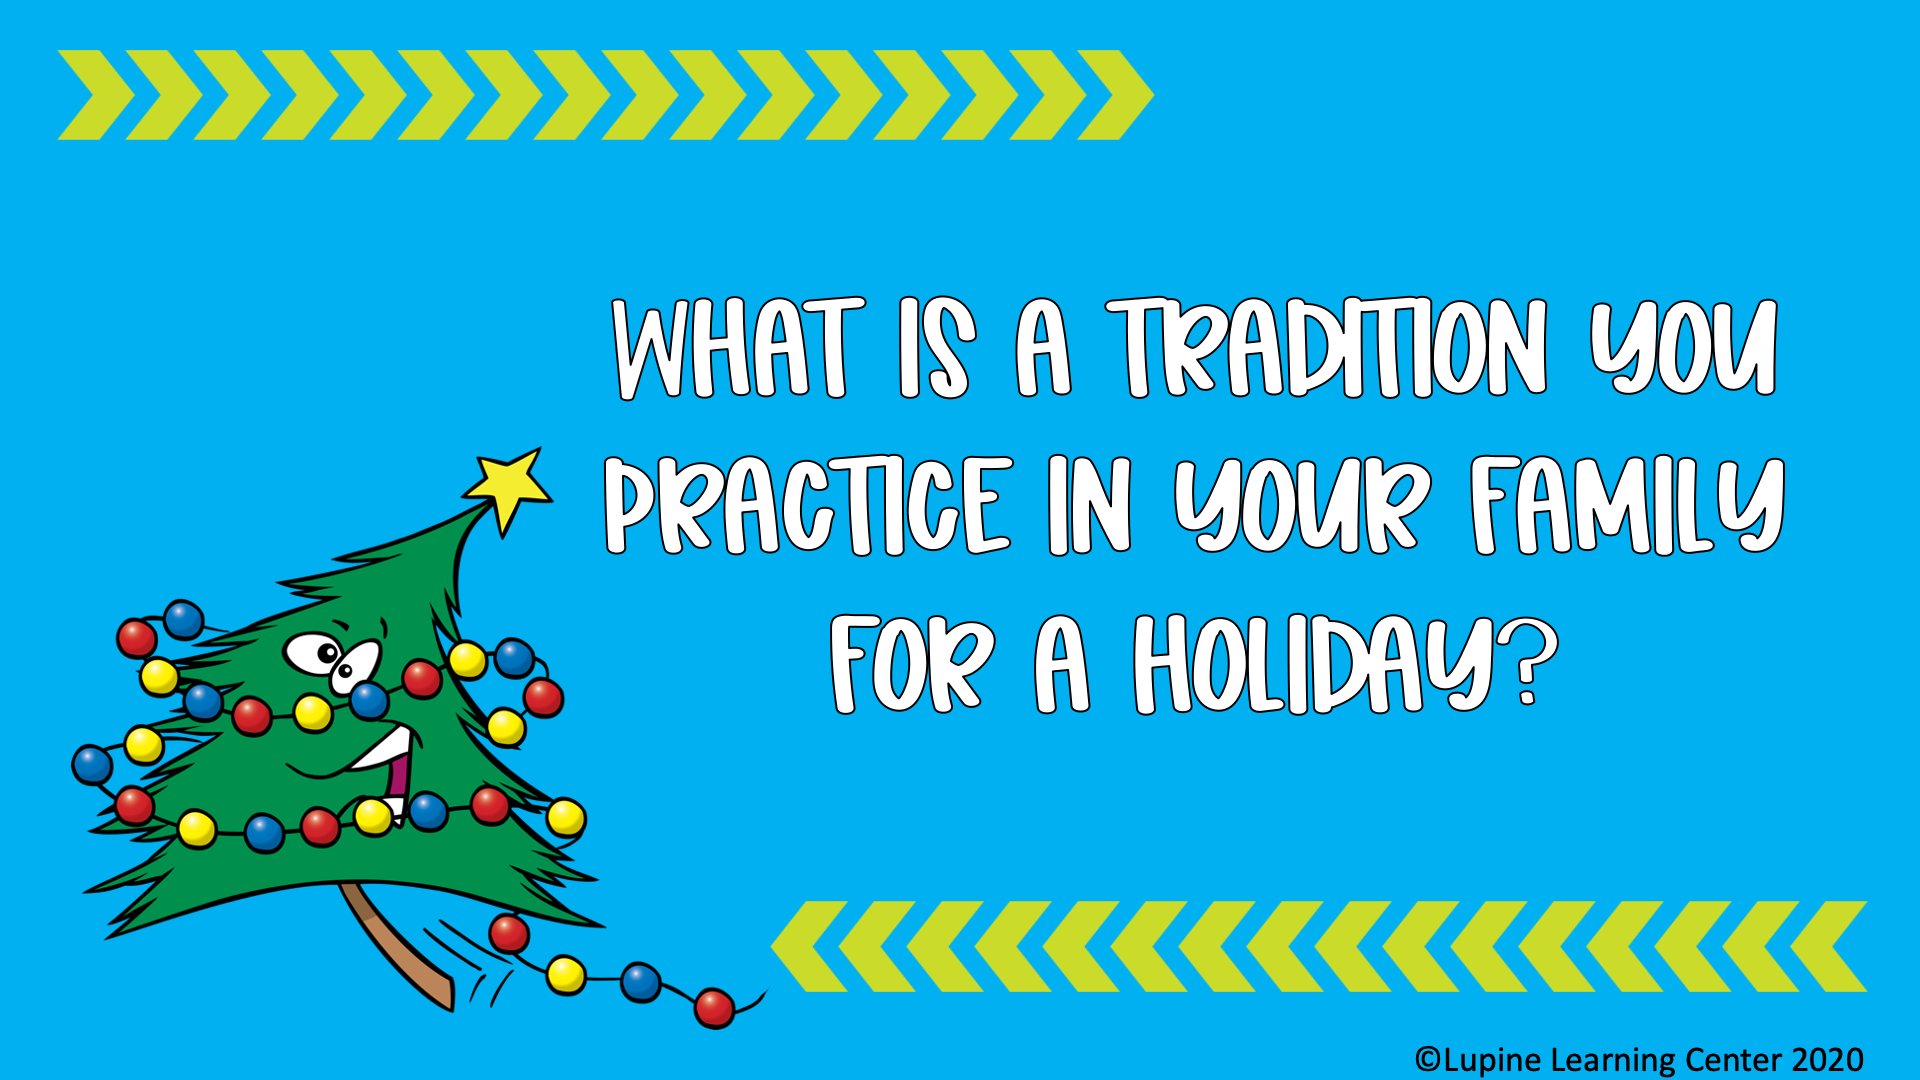 WHAT IS A TRADITION YOU
PRACTICE IN YOUR FAMILY
FOR A HOLIDAY?
©Lupine Learning Center 2020